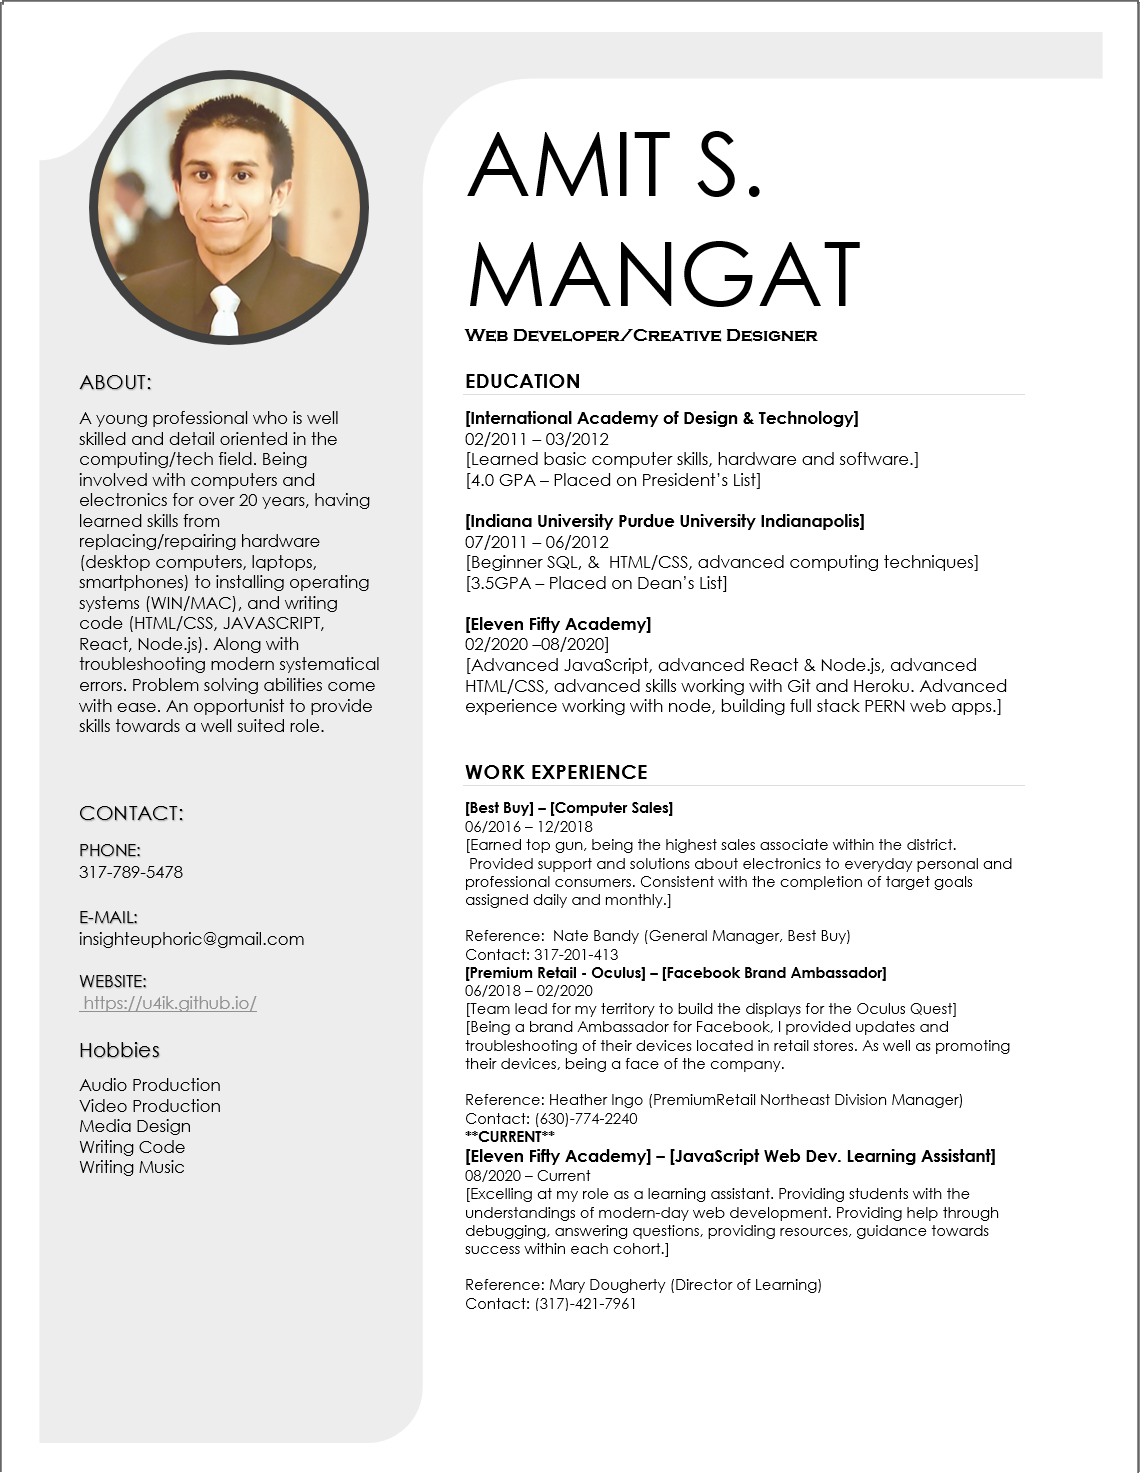 AMIT S.
MANGAT
Web Developer/Creative Designer
ABOUT:
A young professional who is well
skilled and detail oriented in the
computing/tech field. Being
involved with computers and
electronics for over 20 years, having
learned skills from
replacing/repairing hardware
(desktop computers, laptops,
smartphones) to installing operating
systems (WIN/MAC), and writing
code (HTML/CSS, JAVASCRIPT,
React, Node.js). Along with
troubleshooting modern systematical
errors. Problem solving abilities come
with ease. An opportunist to provide
skills towards a well suited role.
CONTACT:
PHONE:
317-789-5478
E-MAIL:
insighteuphoric@gmail.com
WEBSITE:
https://u4ik.github.io/
Hobbies
Audio Production
Video Production
Media Design
Writing Code
Writing Music
EDUCATION
[International Academy of Design & Technology]
02/2011 – 03/2012
[Learned basic computer skills, hardware and software.]
[4.0 GPA – Placed on President’s List]
[Indiana University Purdue University Indianapolis]
07/2011 – 06/2012
[Beginner SQL, &  HTML/CSS, advanced computing techniques]
[3.5GPA – Placed on Dean’s List]
[Eleven Fifty Academy]
02/2020 –08/2020]
[Advanced JavaScript, advanced React & Node.js, advanced
HTML/CSS, advanced skills working with Git and Heroku. Advanced
experience working with node, building full stack PERN web apps.]
WORK EXPERIENCE
[Best Buy] – [Computer Sales]
06/2016 – 12/2018
[Earned top gun, being the highest sales associate within the district.
Provided support and solutions about electronics to everyday personal and
professional consumers. Consistent with the completion of target goals
assigned daily and monthly.]
Reference:  Nate Bandy (General Manager, Best Buy)
Contact: 317-201-413
[Premium Retail - Oculus] – [Facebook Brand Ambassador]
06/2018 – 02/2020
[Team lead for my territory to build the displays for the Oculus Quest]
[Being a brand Ambassador for Facebook, I provided updates and
troubleshooting of their devices located in retail stores. As well as promoting
their devices, being a face of the company.
Reference: Heather Ingo (PremiumRetail Northeast Division Manager)
Contact: (630)-774-2240
**CURRENT**
[Eleven Fifty Academy] – [JavaScript Web Dev. Learning Assistant]
08/2020 – Current
[Excelling at my role as a learning assistant. Providing students with the
understandings of modern-day web development. Providing help through
debugging, answering questions, providing resources, guidance towards
success within each cohort.]
Reference: Mary Dougherty (Director of Learning)
Contact: (317)-421-7961